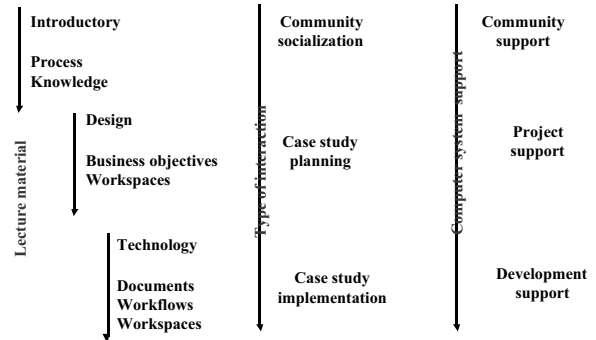 Introductory
Process
Knowledge
Design
Business objectives
Workspaces
Technology
Documents
Workflows
Workspaces
Lecture material
Community
socialization
Case study
planning
Case study
implementation
Type of interaction
Community
support
Project
support
Development
support
Computer system support